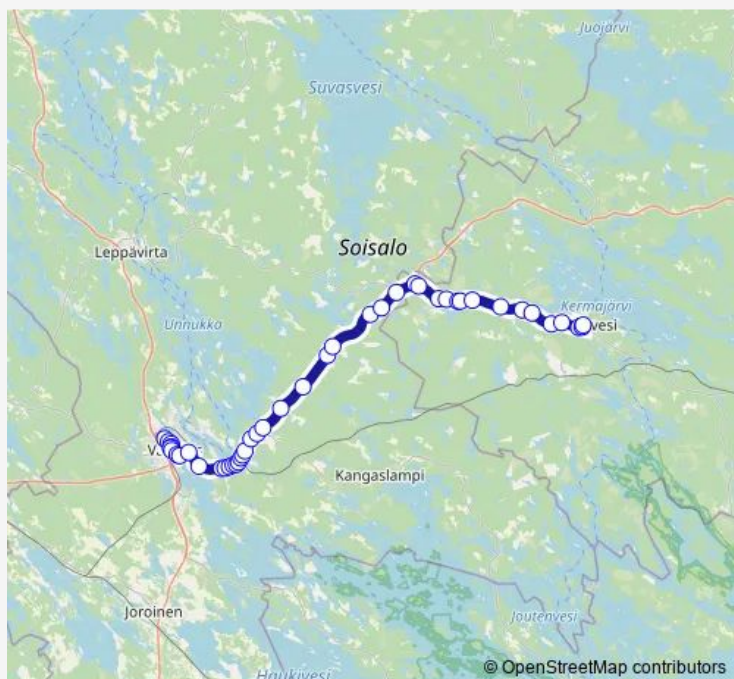 Juojärvi
Suvasvesi
Soisalo
Leppävirta
Kermajärvi
Unnukka
Kangaslampi
Joroinen
Joutenvesi
Haukivesi
© OpenStreetMap contributors